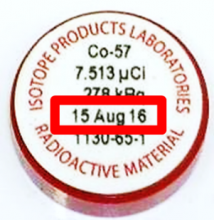 ISOTOPE PRODUCTS LABORATORIES
Co-57
7.513 µCi
278 kBq
15 Aug 16
1130-65-1
RADIOACTIVE MATERIAL